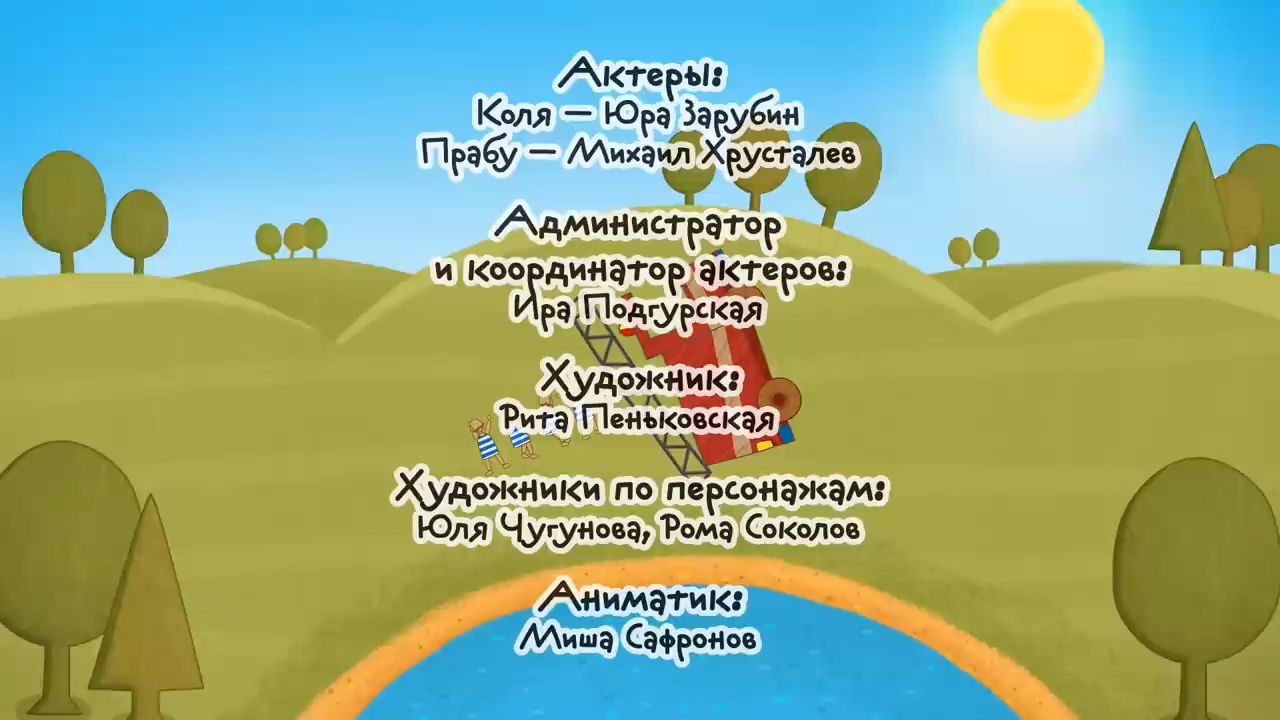 Актеры:
Коля – Юра Зарубин
Прабу – Михаил Хрусталев
Администратор
и координатор актеров:
Ира Подгурская
Художник:
Рита Пеньковская
Художники по персонажам:
Юля Чугунова, Рома Соколов
Аниматик:
Миша Сафронов